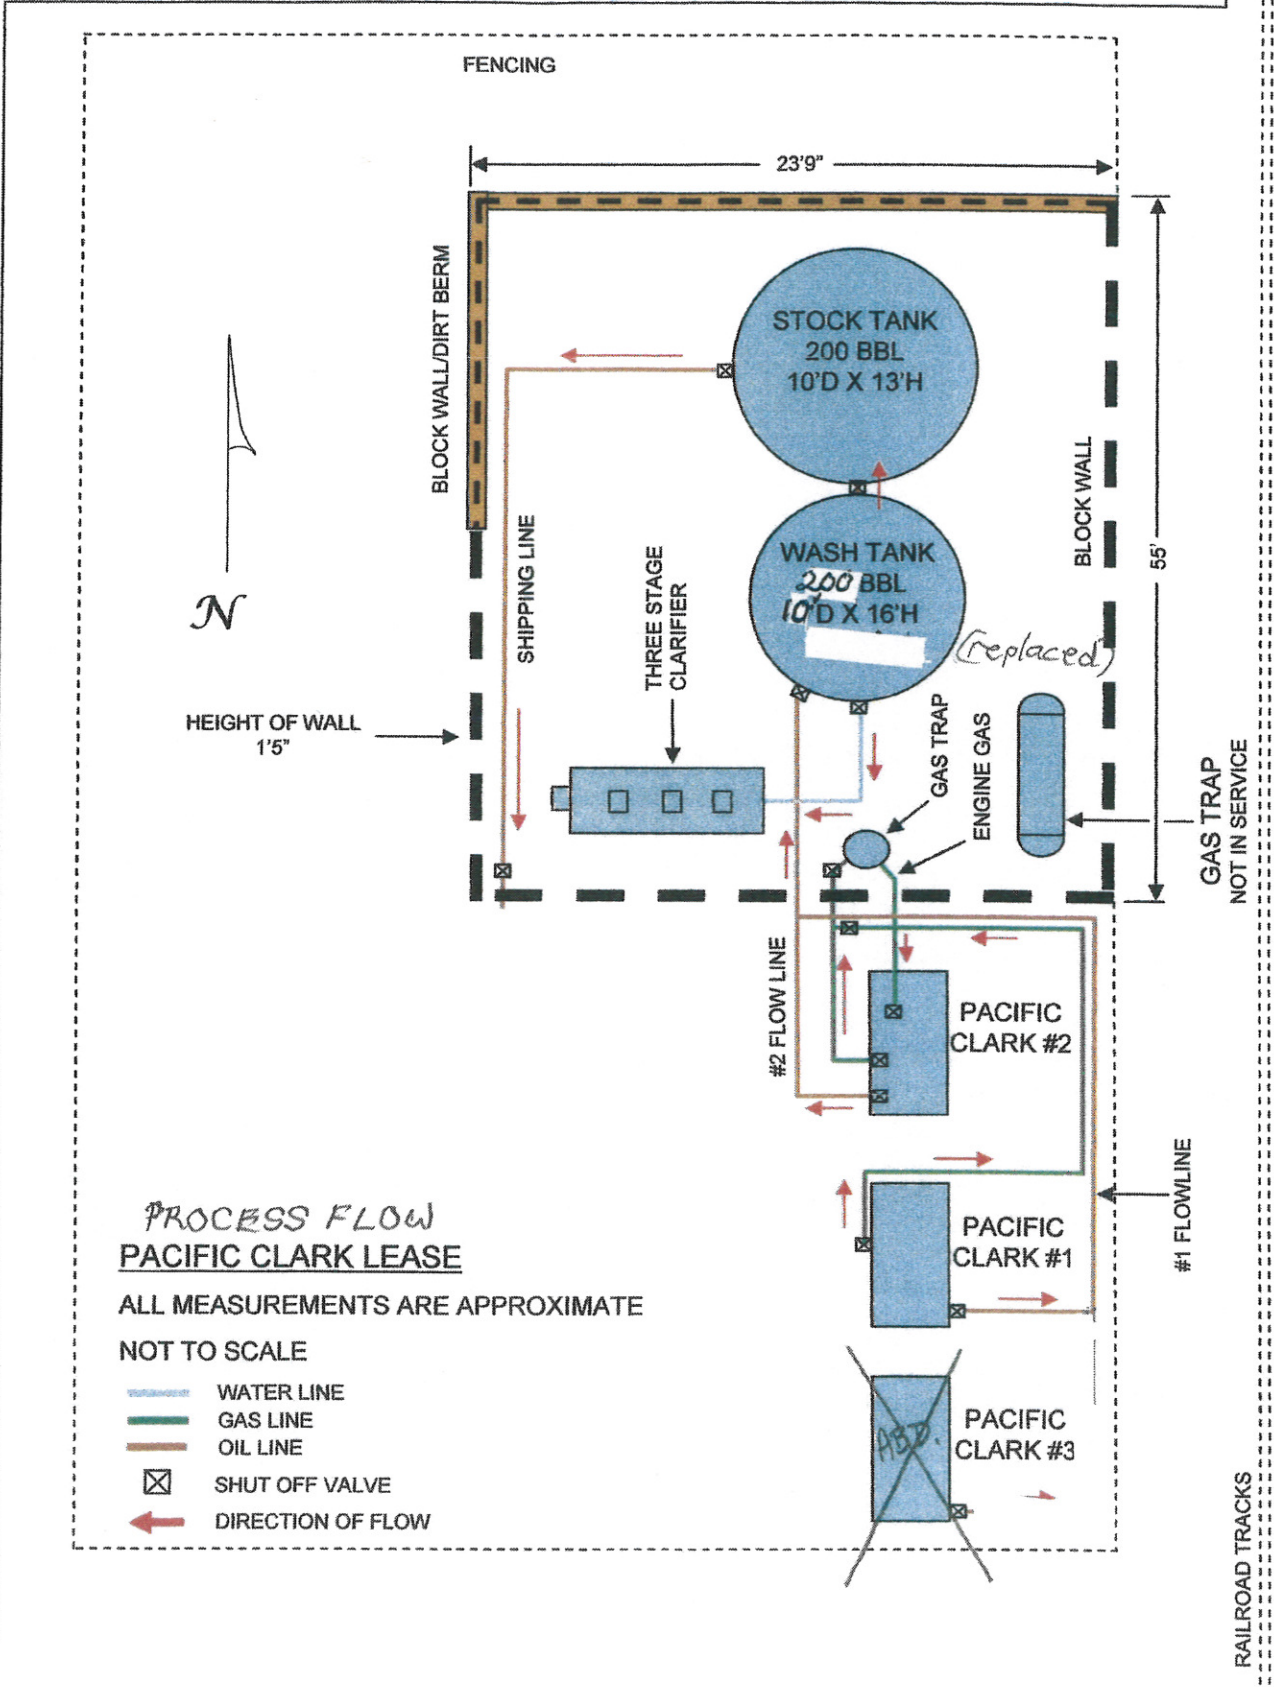 FENCING
23'9"
BLOCK WALL/DIRT BERM
STOCK TANK
200 BBL
10'D X 13'H
BLOCK WALL
55'
SHIPPING LINE
THREE STAGE
CLARIFIER
WASH TANK
200 BBL
10'D X 16'H
(replaced)
N
HEIGHT OF WALL
1'5"
GAS TRAP
ENGINE GAS
GAS TRAP
NOT IN SERVICE
#2 FLOW LINE
PACIFIC
CLARK #2
#1 FLOWLINE
PACIFIC
CLARK #1
PROCESS FLOW
PACIFIC CLARK LEASE
ALL MEASUREMENTS ARE APPROXIMATE
NOT TO SCALE
WATER LINE
GAS LINE
OIL LINE
SHUT OFF VALVE
DIRECTION OF FLOW
ABD.
PACIFIC
CLARK #3
RAILROAD TRACKS